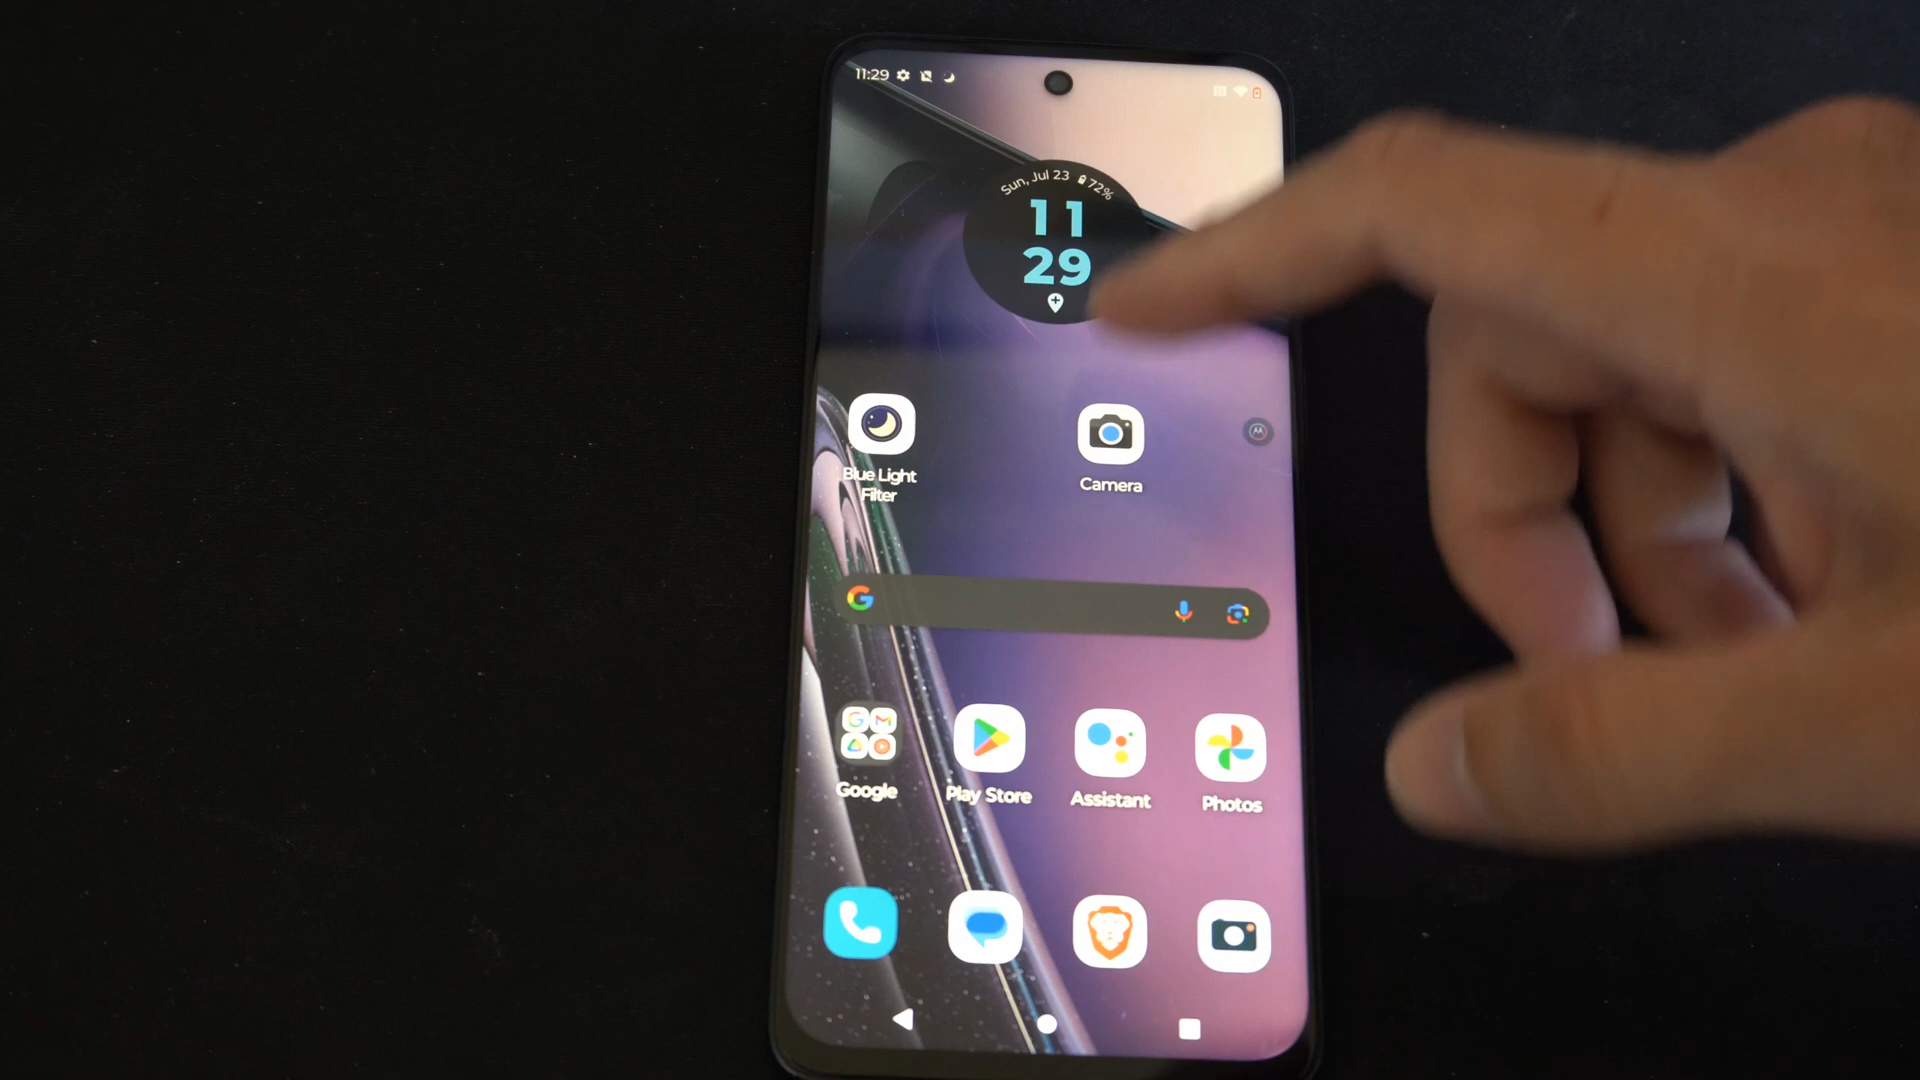 11:29
Sun, Jul 23 72%
11
29
Blue Light
Filter
Camera
Google
Play Store
Assistant
Photos